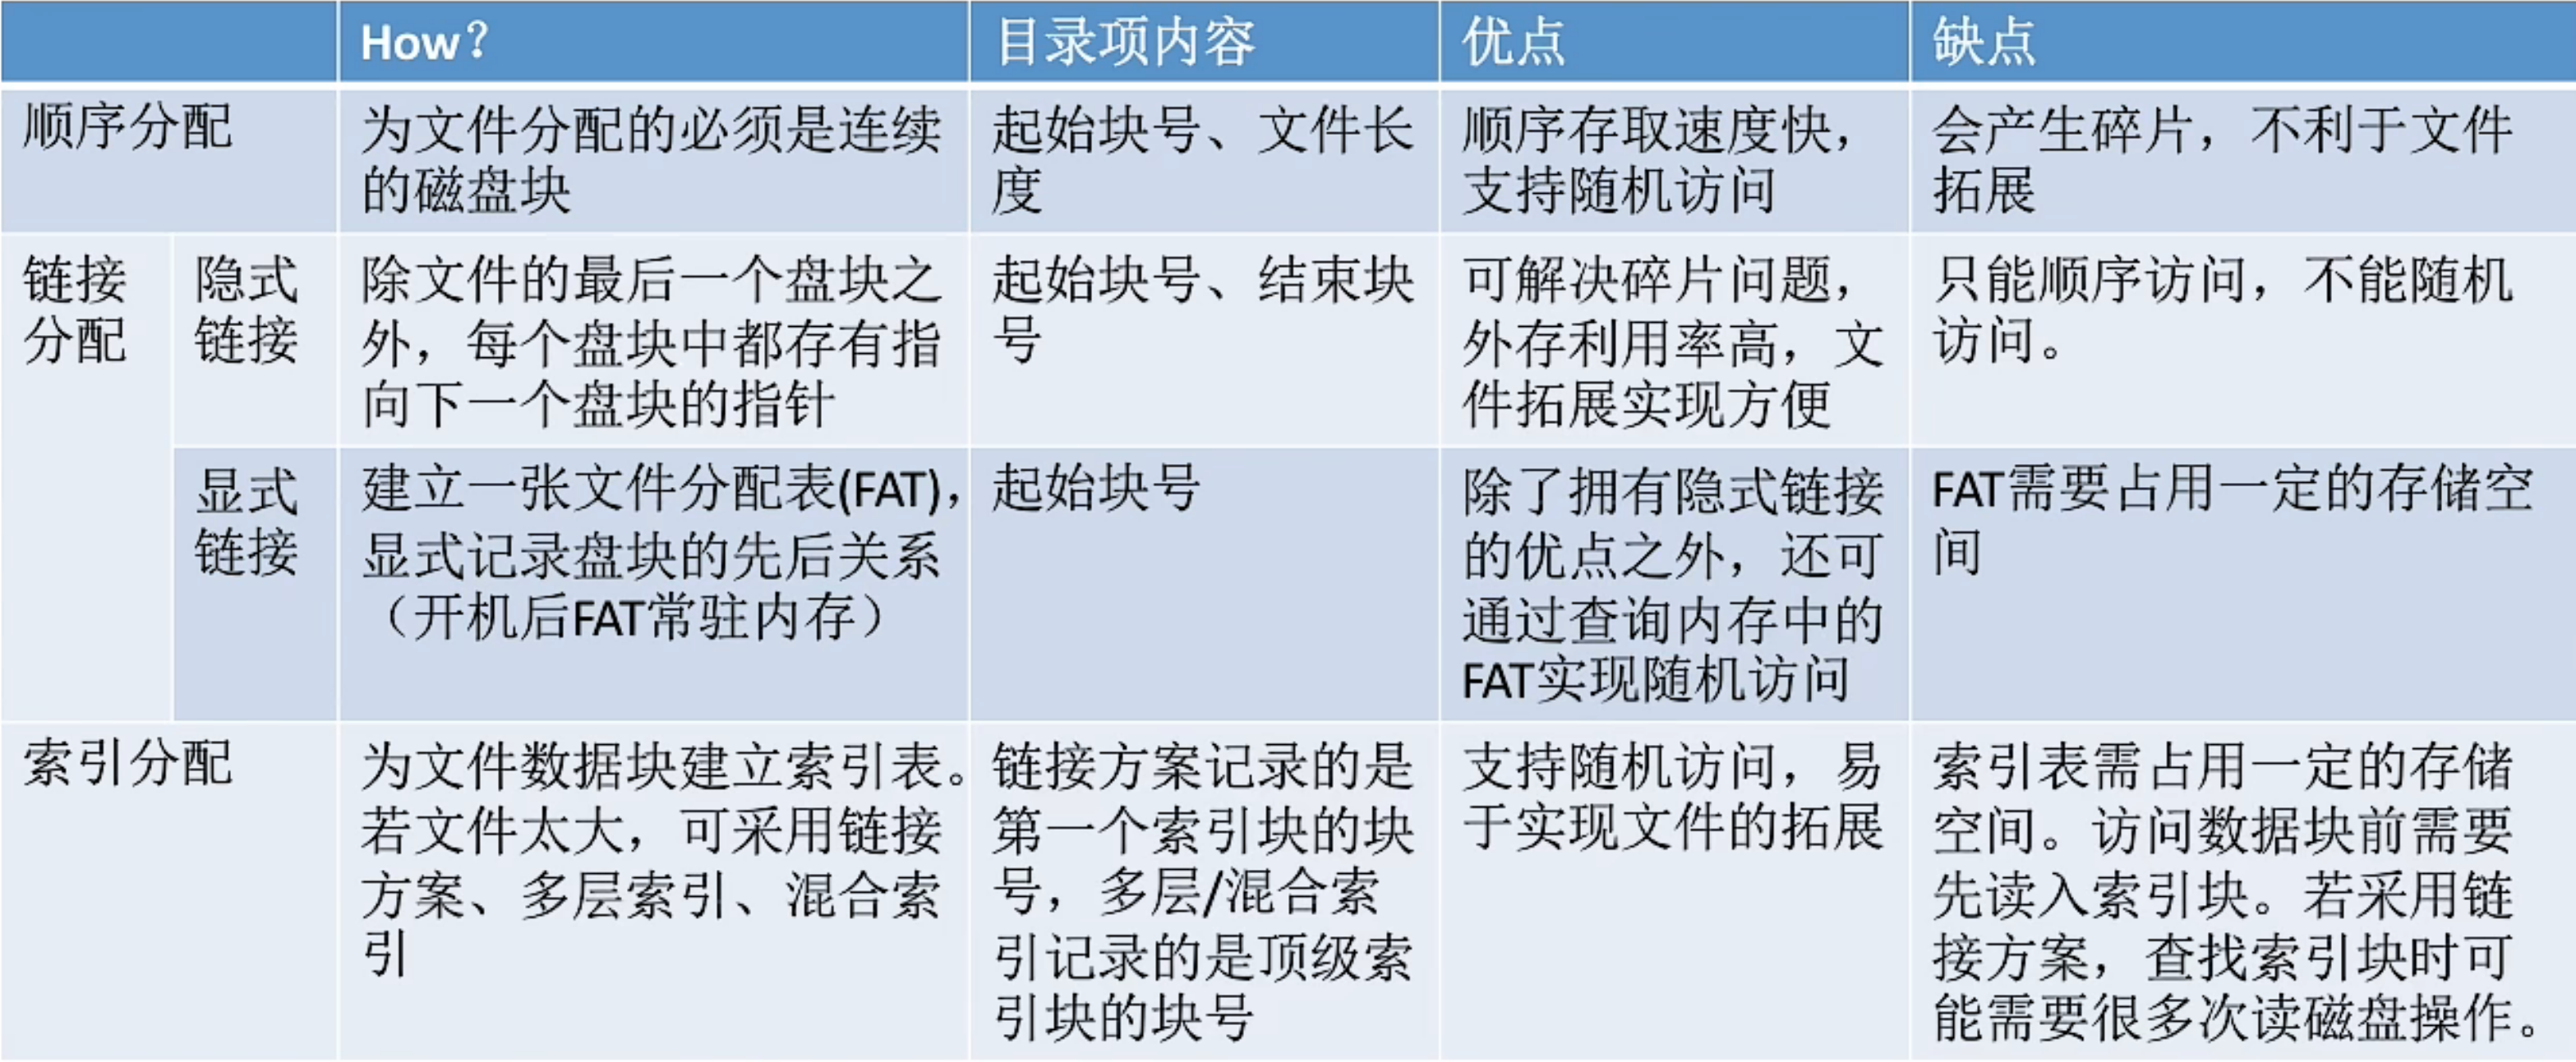 How？
目录项内容
优点
缺点
顺序分配
为文件分配的必须是连续
的磁盘块
起始块号、文件长
度
顺序存取速度快，
支持随机访问
会产生碎片，不利于文件
拓展
链接
分配
隐式
链接
除文件的最后一个盘块之
外，每个盘块中都存有指
向下一个盘块的指针
起始块号、结束块
号
可解决碎片问题，
外存利用率高，文
件拓展实现方便
只能顺序访问，不能随机
访问。
显式
链接
建立一张文件分配表(FAT)，
显式记录盘块的先后关系
（开机后FAT常驻内存）
起始块号
除了拥有隐式链接
的优点之外，还可
通过查询内存中的
FAT实现随机访问
FAT需要占用一定的存储空
间
索引分配
为文件数据块建立索引表。
若文件太大，可采用链接
方案、多层索引、混合索
引
链接方案记录的是
第一个索引块的块
号，多层/混合索
引记录的是顶级索
引块的块号
支持随机访问，易
于实现文件的拓展
索引表需占用一定的存储
空间。访问数据块前需要
先读入索引块。若采用链
接方案，查找索引块时可
能需要很多次读磁盘操作。